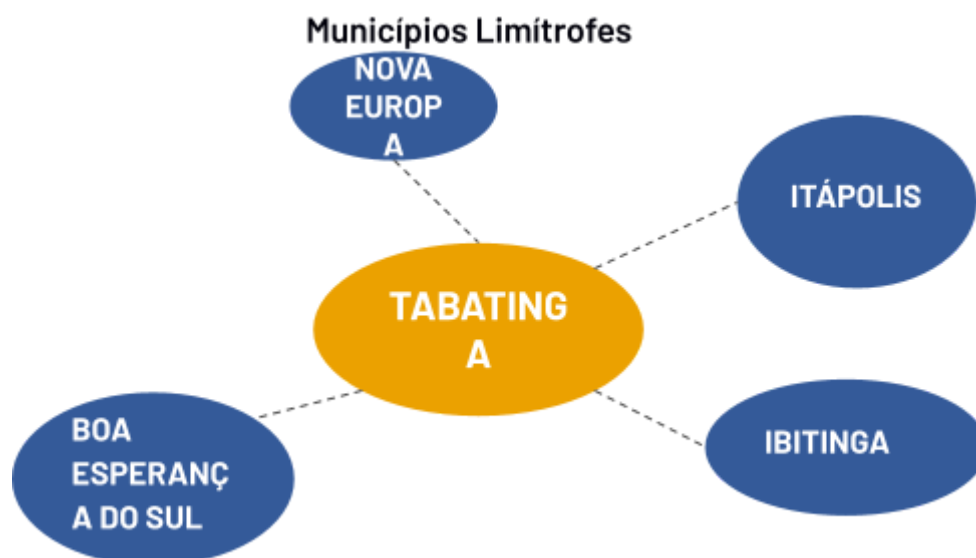 Municípios Limítrofes
NOVA
EUROP
A
ITÁPOLIS
TABATING
A
BOA
ESPERANÇ
A DO SUL
IBITINGA